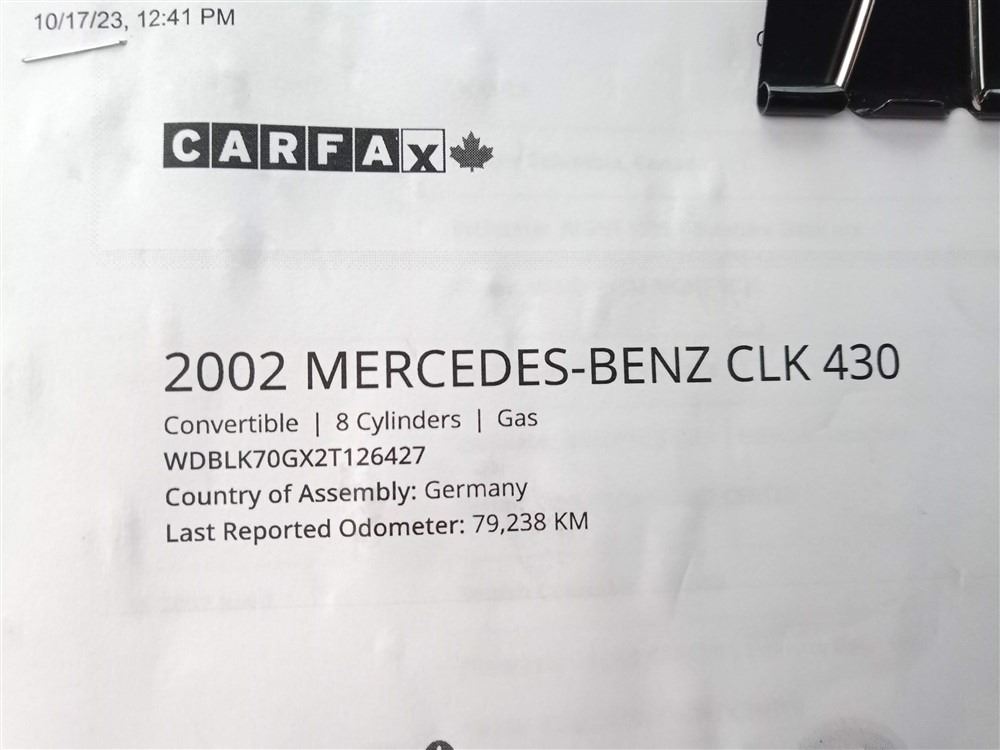 10/17/23, 12:41 PM
CARFAX
2002 MERCEDES-BENZ CLK 430
Convertible | 8 Cylinders | Gas
WDBLK70GX2T126427
Country of Assembly: Germany
Last Reported Odometer: 79,238 KM